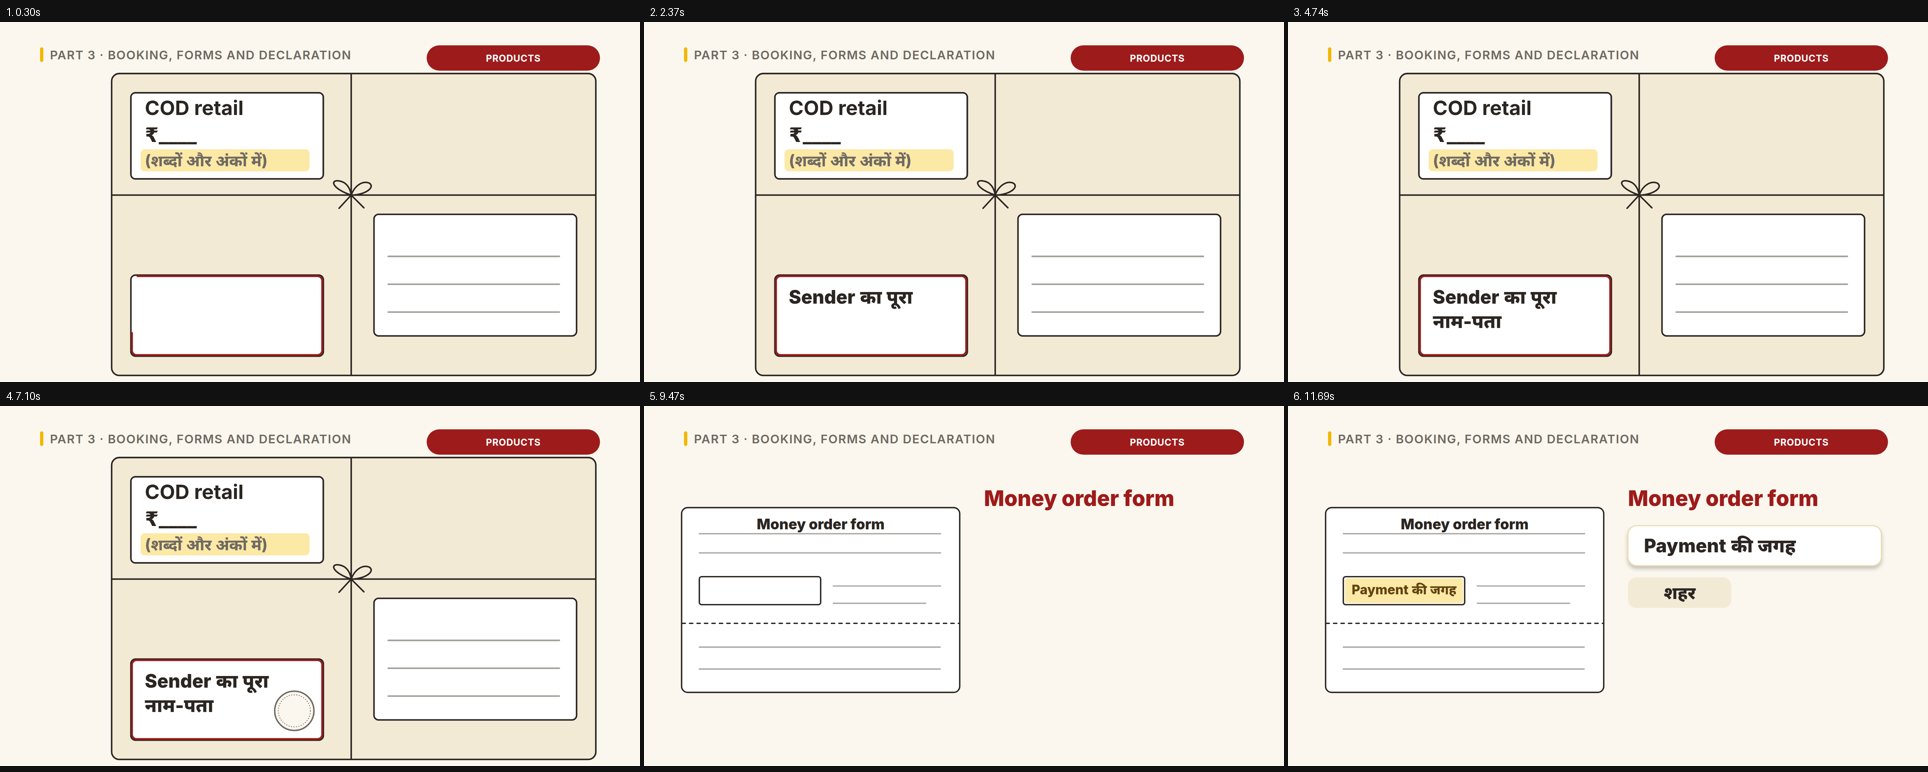 1. 0.30s
PART 3 · BOOKING, FORMS AND DECLARATION
PRODUCTS
COD retail
₹____
(शब्दों और अंकों में)
2. 2.37s
PART 3 · BOOKING, FORMS AND DECLARATION
PRODUCTS
COD retail
₹____
(शब्दों और अंकों में)
Sender का पूरा
3. 4.74s
PART 3 · BOOKING, FORMS AND DECLARATION
PRODUCTS
COD retail
₹____
(शब्दों और अंकों में)
Sender का पूरा
नाम-पता
4. 7.10s
PART 3 · BOOKING, FORMS AND DECLARATION
PRODUCTS
COD retail
₹____
(शब्दों और अंकों में)
Sender का पूरा
नाम-पता
5. 9.47s
PART 3 · BOOKING, FORMS AND DECLARATION
PRODUCTS
Money order form
Money order form
6. 11.69s
PART 3 · BOOKING, FORMS AND DECLARATION
PRODUCTS
Money order form
Money order form
Payment की जगह
Payment की जगह
शहर